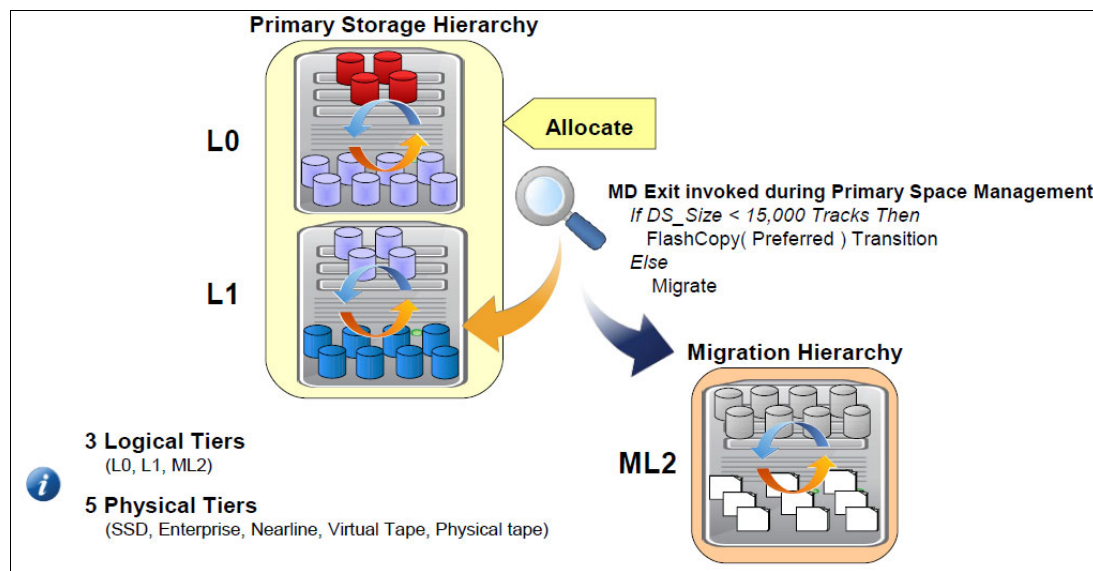 Primary Storage Hierarchy
L0
Allocate
MD Exit invoked during Primary Space Management
If DS_Size < 15,000 Tracks Then
FlashCopy( Preferred ) Transition
Else
Migrate
L1
Migration Hierarchy
ML2
3 Logical Tiers
(L0, L1, ML2)
i
5 Physical Tiers
(SSD, Enterprise, Nearline, Virtual Tape, Physical tape)